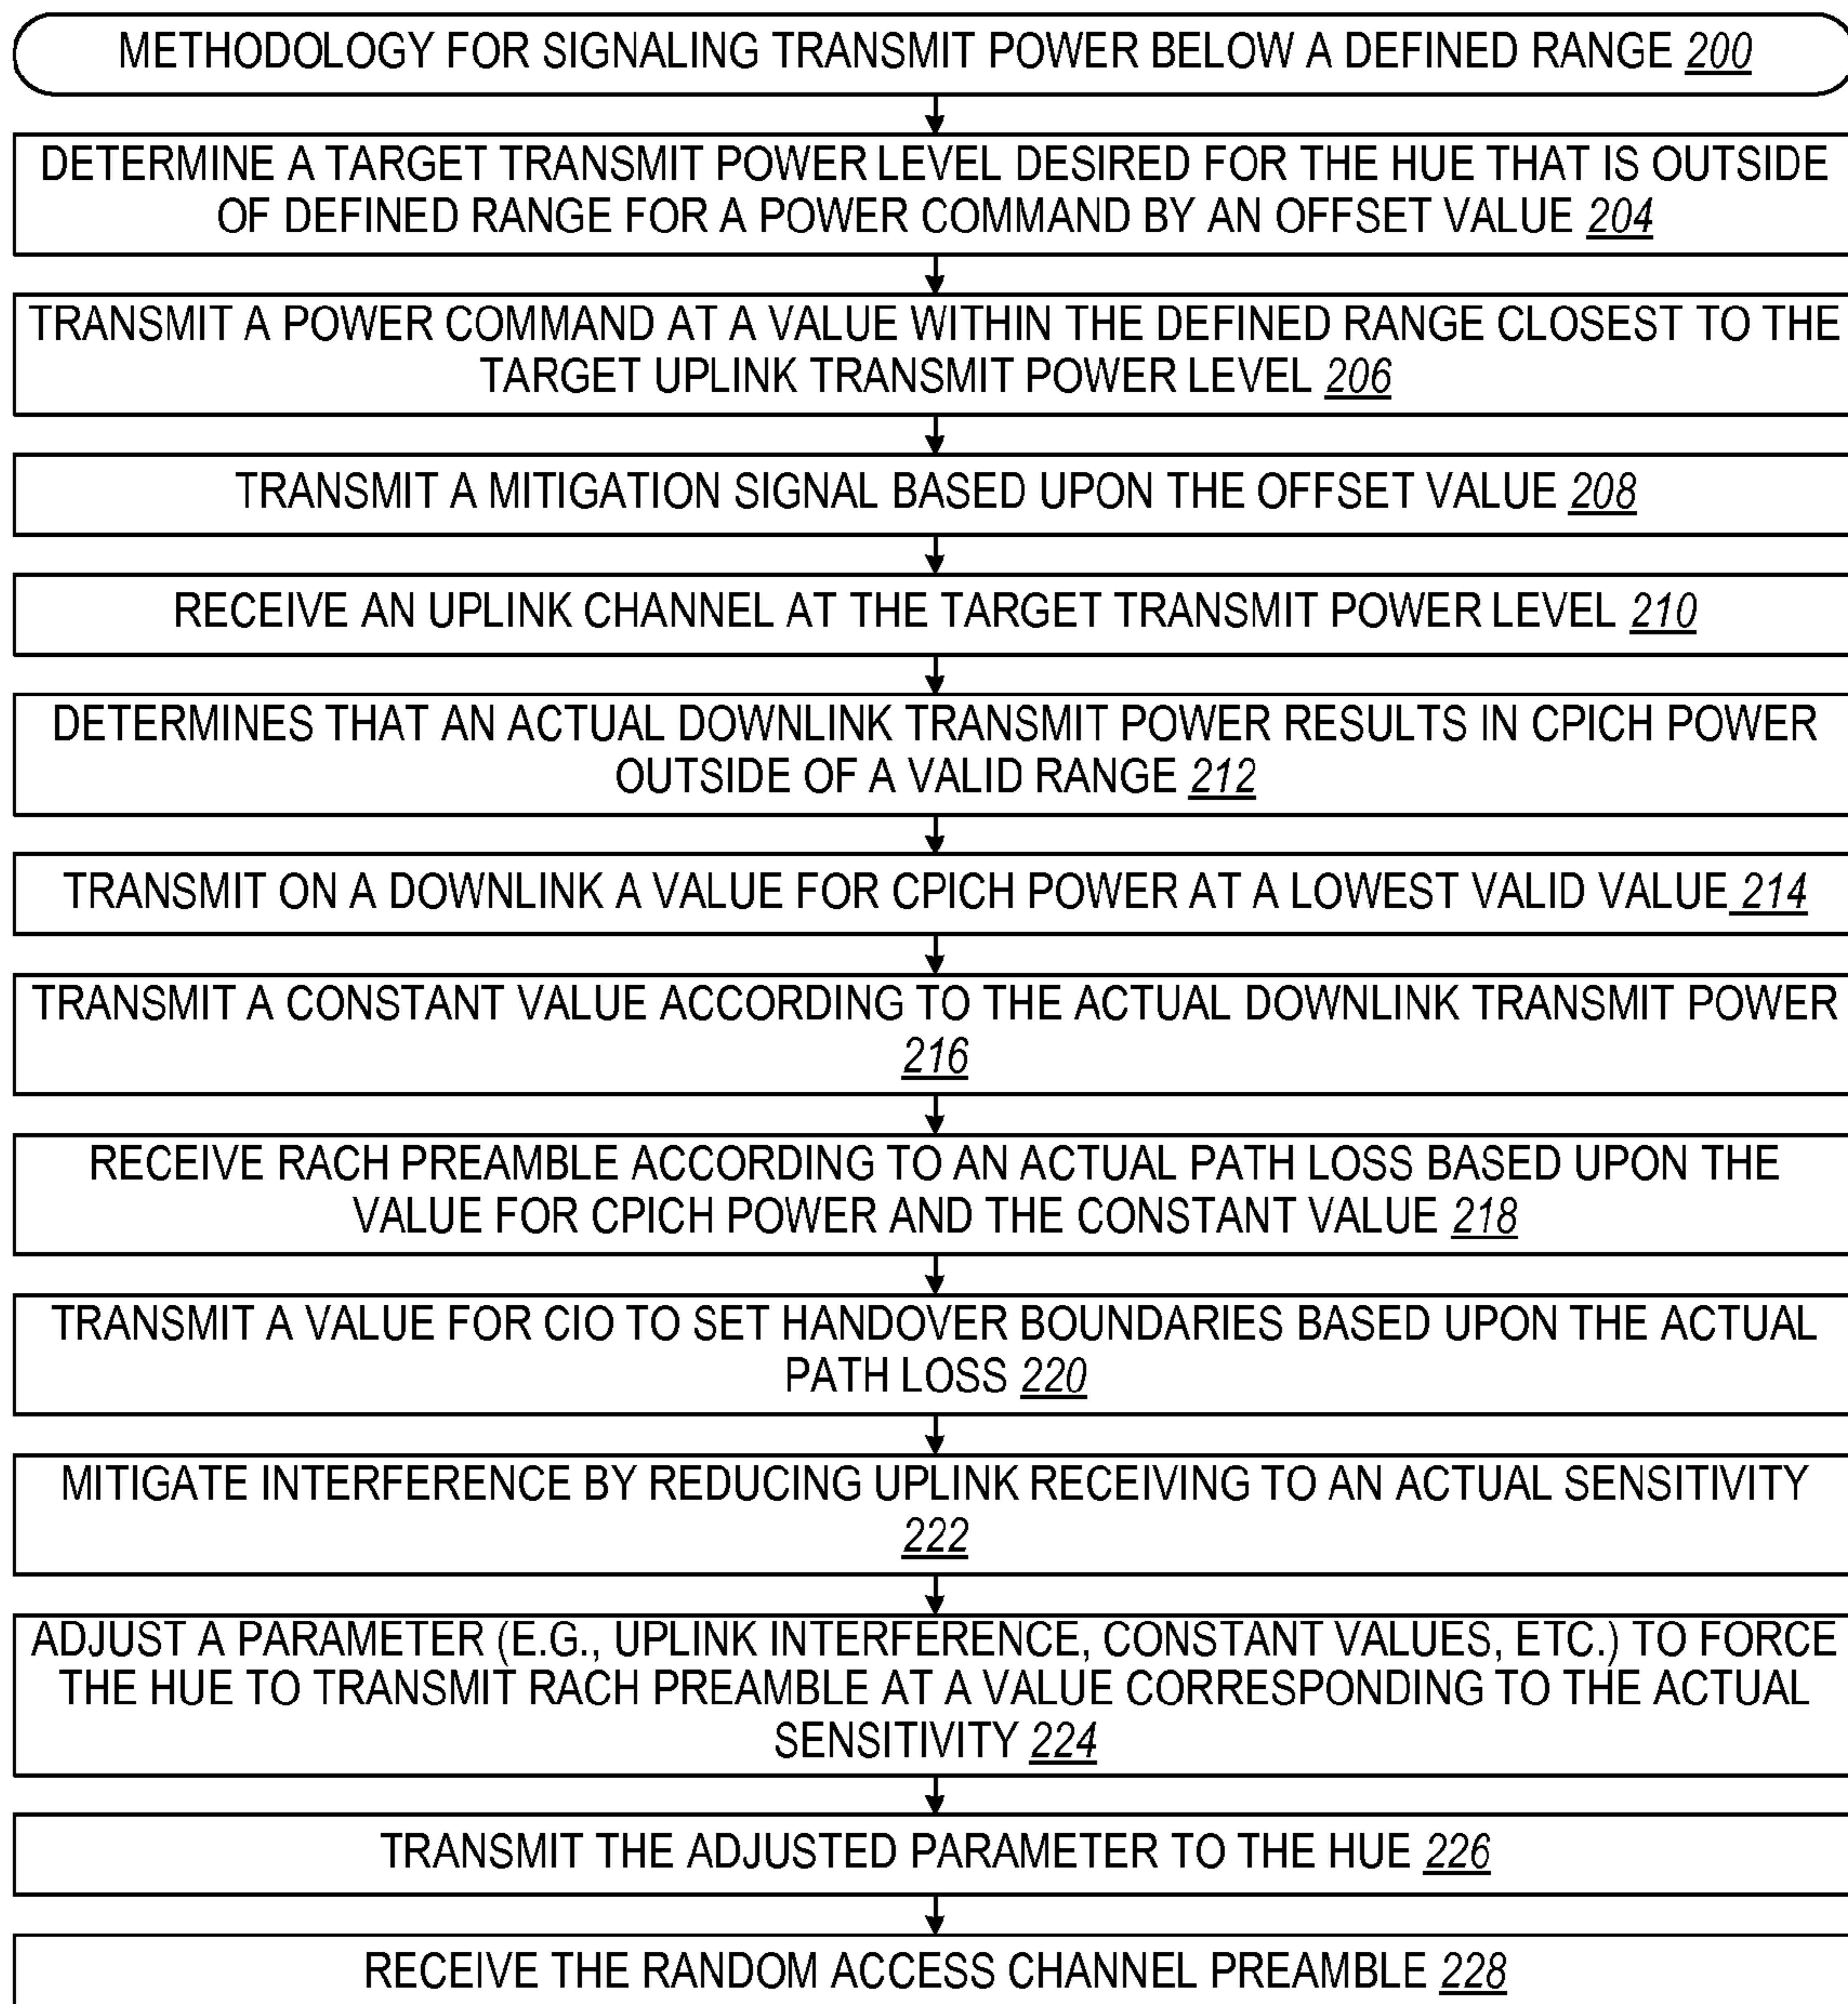 METHODOLOGY FOR SIGNALING TRANSMIT POWER BELOW A DEFINED RANGE 200
DETERMINE A TARGET TRANSMIT POWER LEVEL DESIRED FOR THE HUE THAT IS OUTSIDE
OF DEFINED RANGE FOR A POWER COMMAND BY AN OFFSET VALUE 204
TRANSMIT A POWER COMMAND AT A VALUE WITHIN THE DEFINED RANGE CLOSEST TO THE
TARGET UPLINK TRANSMIT POWER LEVEL 206
TRANSMIT A MITIGATION SIGNAL BASED UPON THE OFFSET VALUE 208
RECEIVE AN UPLINK CHANNEL AT THE TARGET TRANSMIT POWER LEVEL 210
DETERMINES THAT AN ACTUAL DOWNLINK TRANSMIT POWER RESULTS IN CPICH POWER
OUTSIDE OF A VALID RANGE 212
TRANSMIT ON A DOWNLINK A VALUE FOR CPICH POWER AT A LOWEST VALID VALUE 214
TRANSMIT A CONSTANT VALUE ACCORDING TO THE ACTUAL DOWNLINK TRANSMIT POWER
216
RECEIVE RACH PREAMBLE ACCORDING TO AN ACTUAL PATH LOSS BASED UPON THE
VALUE FOR CPICH POWER AND THE CONSTANT VALUE 218
TRANSMIT A VALUE FOR CIO TO SET HANDOVER BOUNDARIES BASED UPON THE ACTUAL
PATH LOSS 220
MITIGATE INTERFERENCE BY REDUCING UPLINK RECEIVING TO AN ACTUAL SENSITIVITY
222
ADJUST A PARAMETER (E.G., UPLINK INTERFERENCE, CONSTANT VALUES, ETC.) TO FORCE
THE HUE TO TRANSMIT RACH PREAMBLE AT A VALUE CORRESPONDING TO THE ACTUAL
SENSITIVITY 224
TRANSMIT THE ADJUSTED PARAMETER TO THE HUE 226
RECEIVE THE RANDOM ACCESS CHANNEL PREAMBLE 228